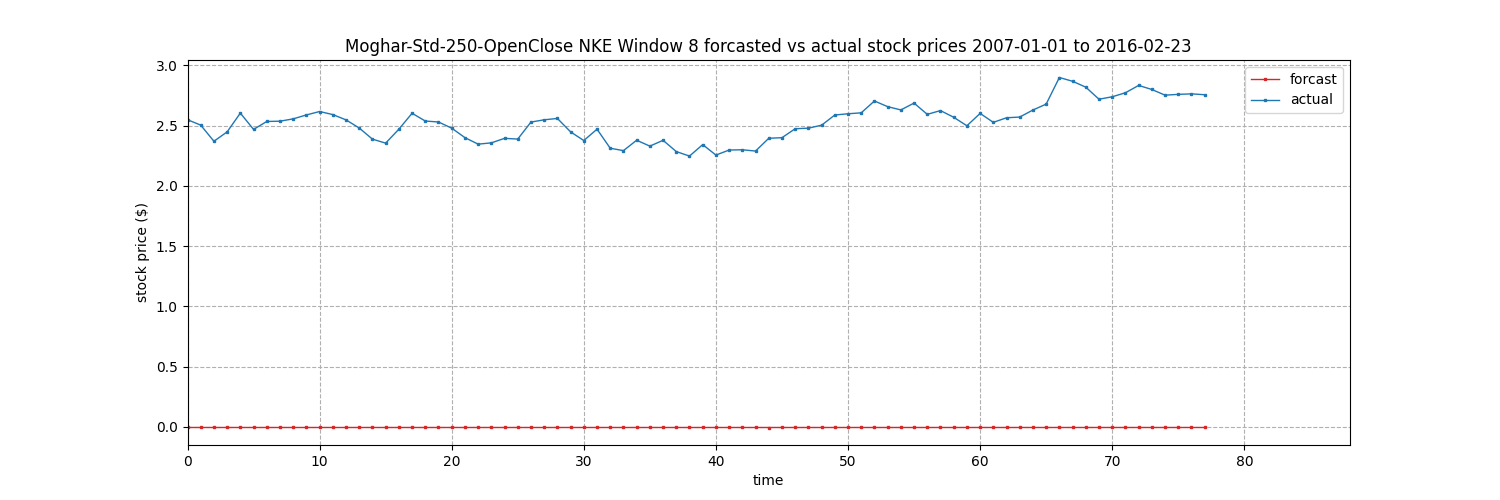 Moghar-Std-250-OpenClose NKE Window 8 forcasted vs actual stock prices 2007-01-01 to 2016-02-23
forcast
actual
stock price ($)
3.0
2.5
2.0
1.5
1.0
0.5
0.0
0 10 20 30 40 50 60 70 80
time